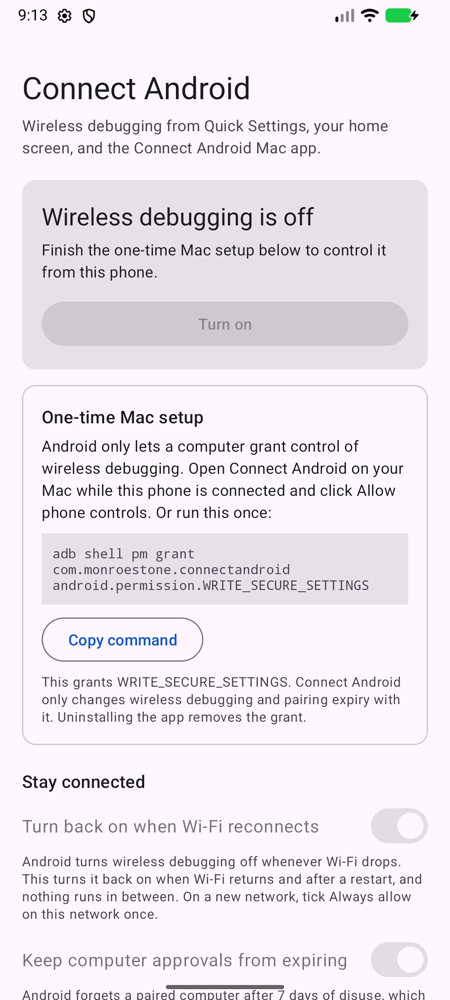 9:13
Connect Android
Wireless debugging from Quick Settings, your home
screen, and the Connect Android Mac app.
Wireless debugging is off
Finish the one-time Mac setup below to control it
from this phone.
Turn on
One-time Mac setup
Android only lets a computer grant control of
wireless debugging. Open Connect Android on your
Mac while this phone is connected and click Allow
phone controls. Or run this once:
adb shell pm grant
com.monroestone.connectandroid
android.permission.WRITE_SECURE_SETTINGS
Copy command
This grants WRITE_SECURE_SETTINGS. Connect Android
only changes wireless debugging and pairing expiry with
it. Uninstalling the app removes the grant.
Stay connected
Turn back on when Wi-Fi reconnects
Android turns wireless debugging off whenever Wi-Fi drops.
This turns it back on when Wi-Fi returns and after a restart, and
nothing runs in between. On a new network, tick Always allow
on this network once.
Keep computer approvals from expiring
Android forgets a paired computer after 7 days of disuse, which